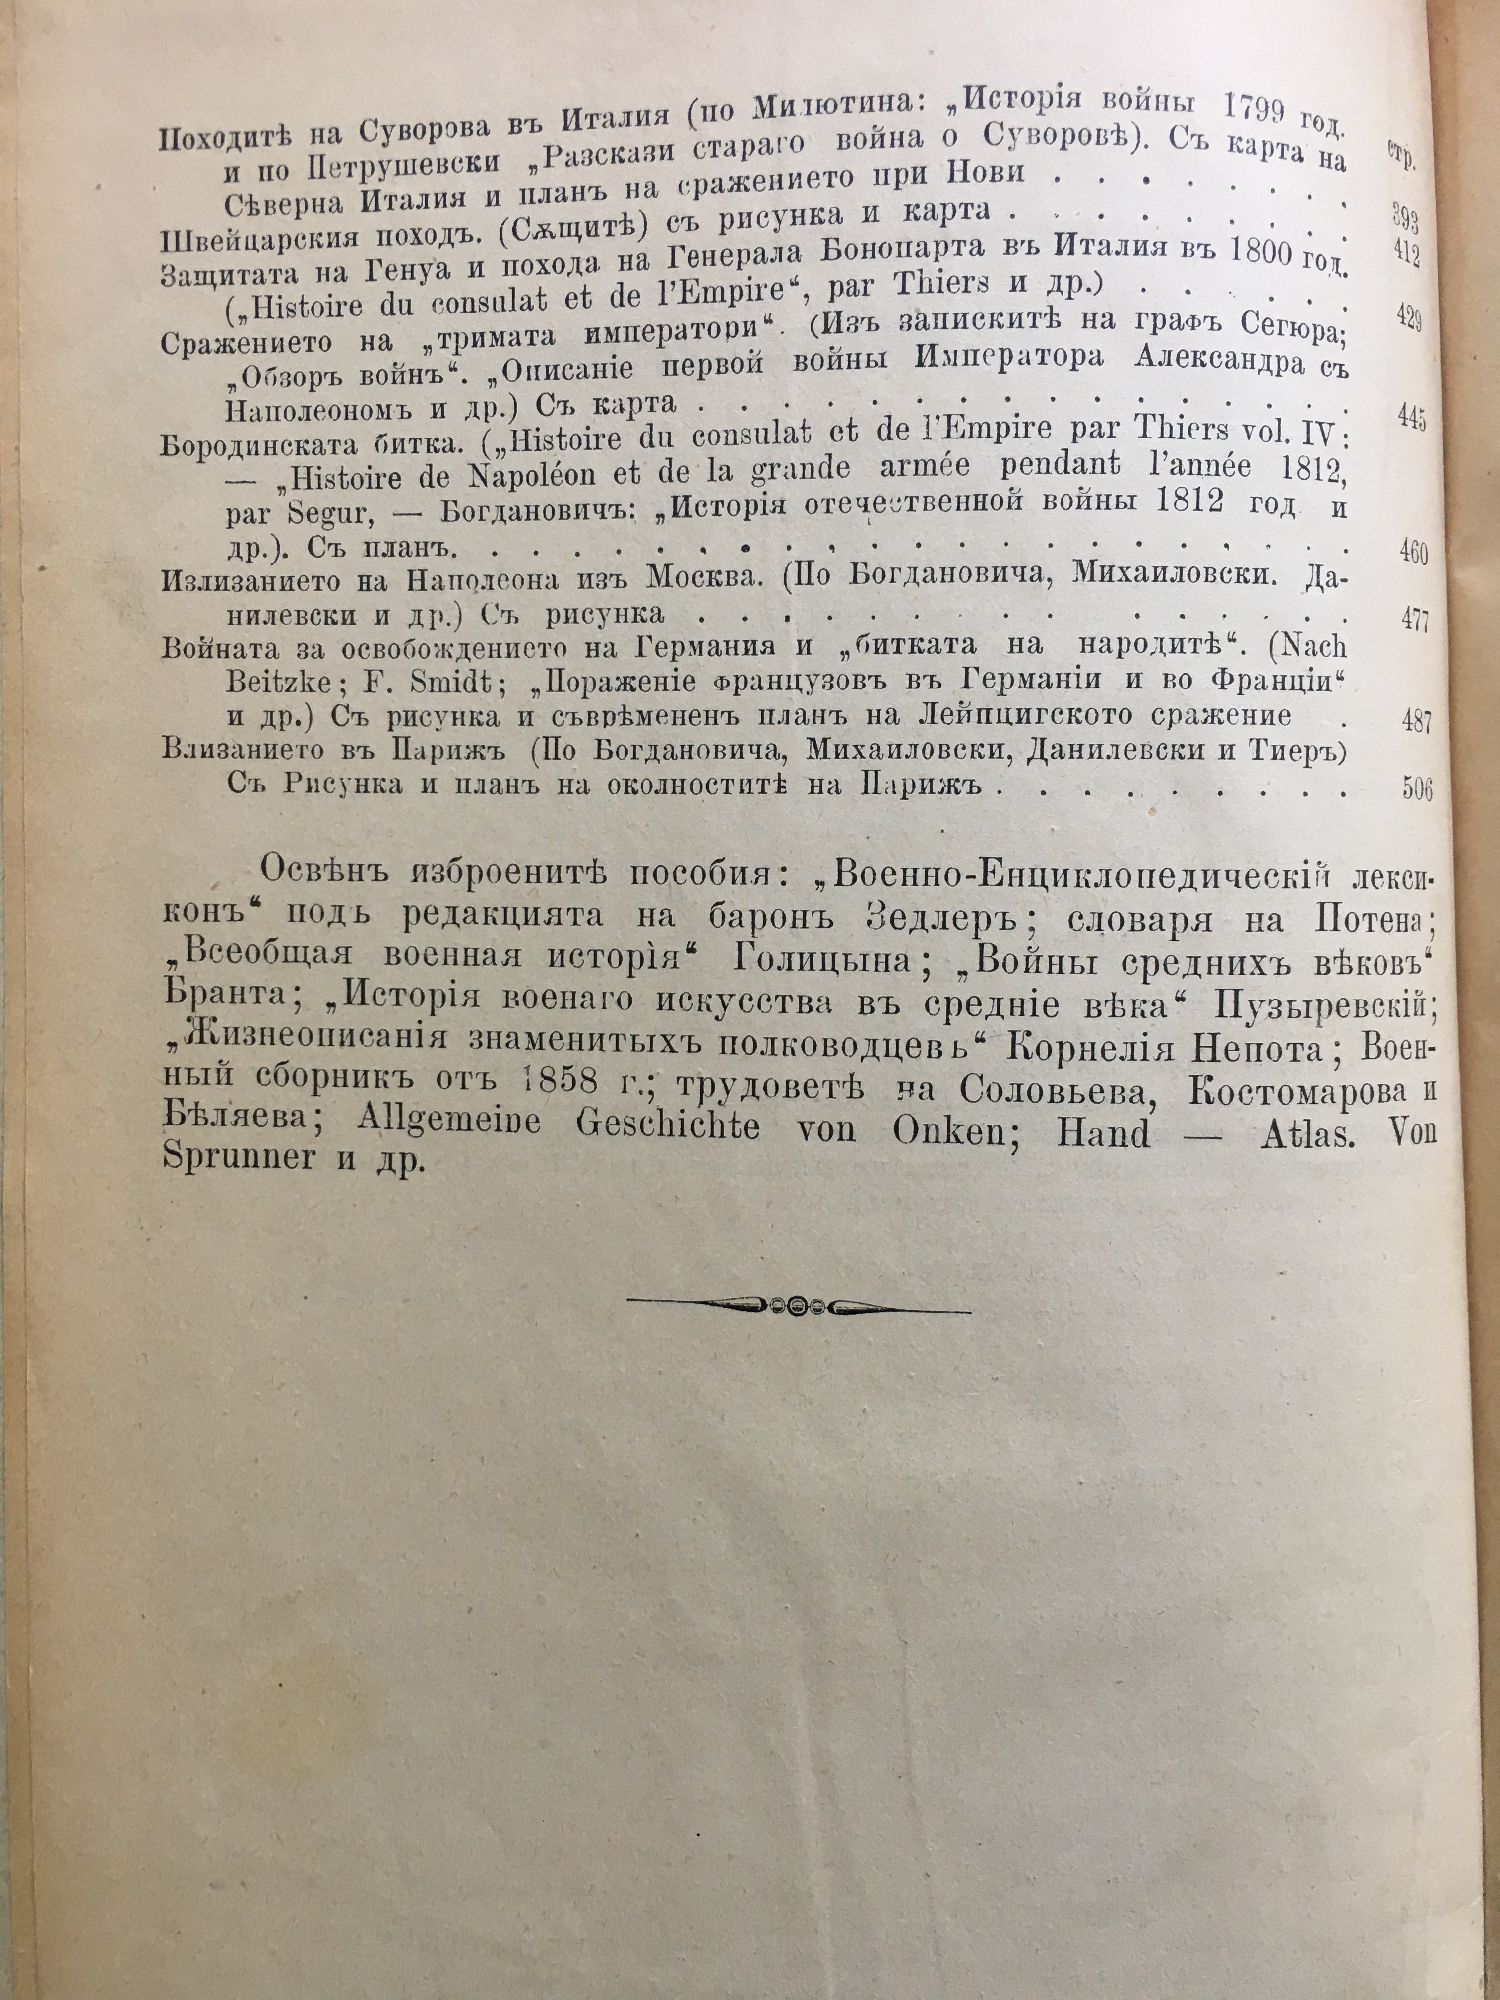 стр.
Походитѣ на Суворова въ Италия (по Милютина: „Исторія войны 1799 год.
и по Петрушевски „Разскази стараго война о Суворовѣ). Съ карта на
Сѣверна Италия и планъ на сражението при Нови . . . . . . . . 393
Швейцарския походъ. (Сѫщитѣ) съ рисунка и карта . . . . . . . . . 412
Защитата на Генуа и похода на Генерала Бонопарта въ Италия въ 1800 год.
(„Histoire du consulat et de l'Empire“, par Thiers и др.) . . . . . . 429
Сражението на „тримата императори“. (Изъ запискитѣ на графъ Сегюра;
„Обзоръ войнъ“. „Описаніе первой войны Императора Александра съ
Наполеономъ и др.) Съ карта . . . . . . . . . . . . . . . . 445
Бородинската битка. („Histoire du consulat et de l'Empire par Thiers vol. IV:
— „Histoire de Napoléon et de la grande armée pendant l'année 1812,
par Segur, — Богдановичъ: „Исторія отечественной войны 1812 год и
др.). Съ планъ. . . . . . . . . . . . . . . . . . . . . . 460
Излизанието на Наполеона изъ Москва. (По Богдановича, Михаиловски. Да-
нилевски и др.) Съ рисунка . . . . . . . . . . . . . . . . 477
Войната за освобождението на Германия и „битката на народитѣ“. (Nach
Beitzke; F. Smidt; „Пораженіе французовъ въ Германіи и во Франціи“
и др.) Съ рисунка и съврѣмененъ планъ на Лейпцигското сражение . 487
Влизанието въ Парижъ (По Богдановича, Михаиловски, Данилевски и Тиеръ)
Съ Рисунка и планъ на околноститѣ на Парижъ . . . . . . . . . 506
Освѣнъ изброенитѣ пособия: „Военно-Енциклопедическій лекси-
конъ“ подъ редакцията на баронъ Зедлеръ; словаря на Потена;
„Всеобщая военная исторія“ Голицына; „Войны среднихъ вѣковъ“
Бранта; „Исторія военаго искусства въ средніе вѣка“ Пузыревскій;
„Жизнеописанія знаменитыхъ полководцевъ“ Корнелія Непота; Воен-
ный сборникъ отъ 1858 г.; трудоветѣ на Соловьева, Костомарова и
Бѣляева; Allgemeine Geschichte von Onken; Hand — Atlas. Von
Sprunner и др.